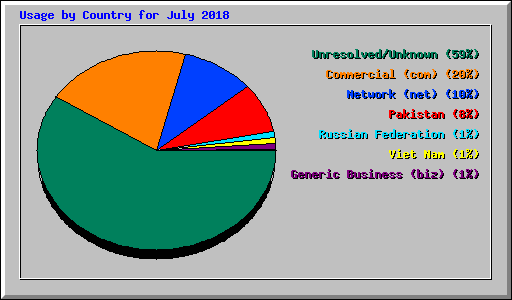 Usage by Country for July 2018
Unresolved/Unknown (59%)
Commercial (com) (20%)
Network (net) (10%)
Pakistan (8%)
Russian Federation (1%)
Viet Nam (1%)
Generic Business (biz) (1%)